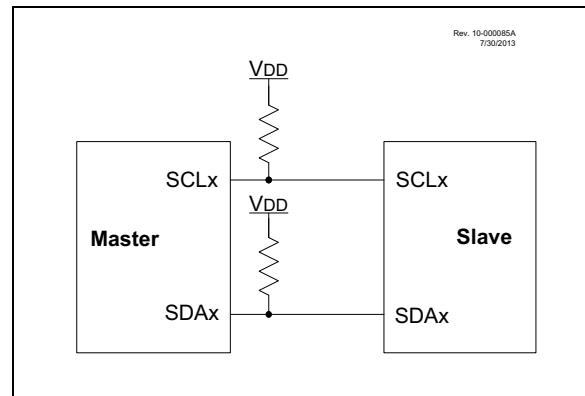 Rev. 10-000085A
7/30/2013
VDD
SCLx
SCLx
VDD
Master
Slave
SDAx
SDAx